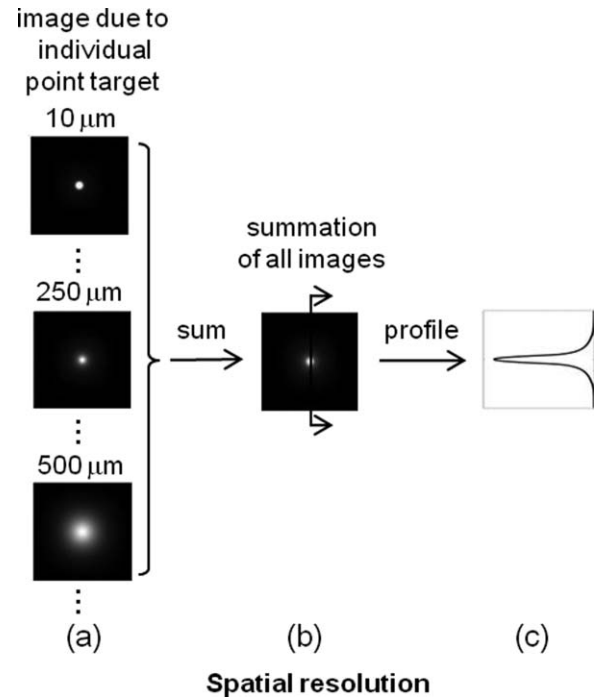 image due to
individual
point target
10 μm
⋮
250 μm
⋮
500 μm
⋮
sum
summation
of all images
profile
(a)
(b)
(c)
Spatial resolution